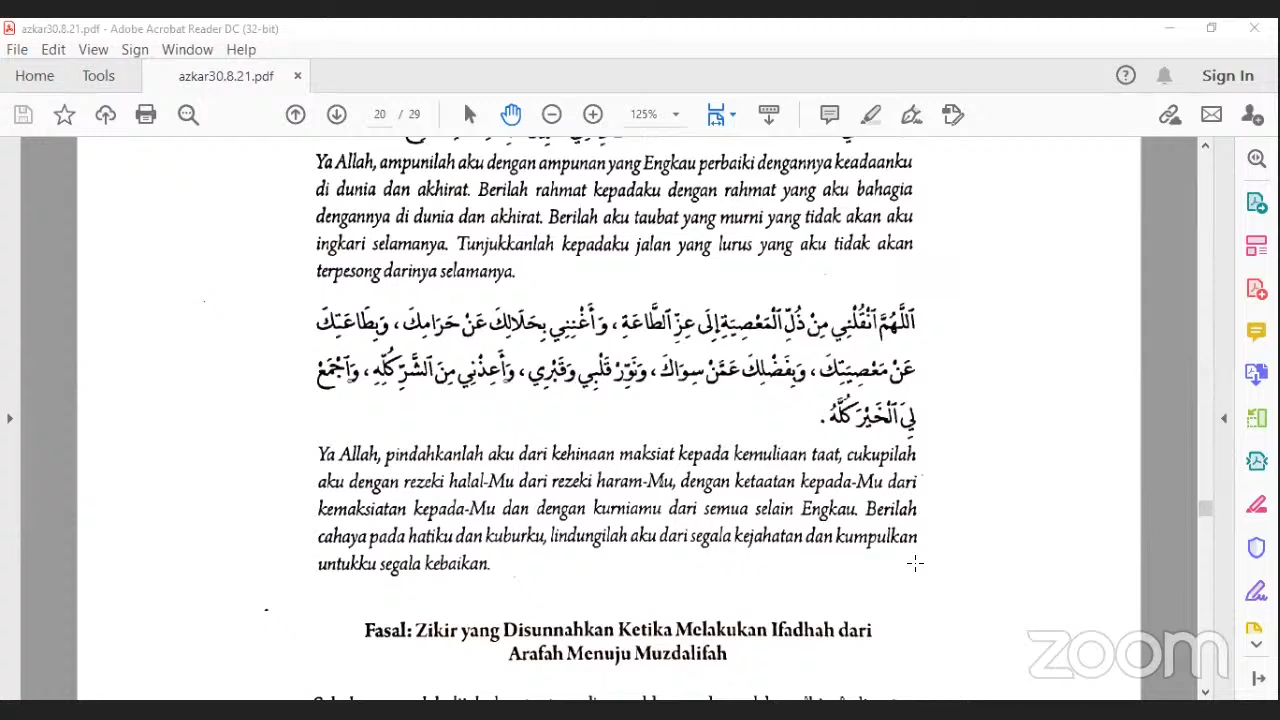 azkar30.8.21.pdf - Adobe Acrobat Reader DC (32-bit)
File Edit View Sign Window Help
Home Tools azkar30.8.21.pdf × Sign In
20 / 29 125%
Ya Allah, ampunilah aku dengan ampunan yang Engkau perbaiki dengannya keadaanku
di dunia dan akhirat. Berilah rahmat kepadaku dengan rahmat yang aku bahagia
dengannya di dunia dan akhirat. Berilah aku taubat yang murni yang tidak akan aku
ingkari selamanya. Tunjukkanlah kepadaku jalan yang lurus yang aku tidak akan
terpesong darinya selamanya.
اَللَّهُمَّ انْقُلْنِي مِنْ ذُلِّ الْمَعْصِيَةِ إِلَى عِزِّ الطَّاعَةِ ، وَأَغْنِنِي بِحَلَالِكَ عَنْ حَرَامِكَ ، وَبِطَاعَتِكَ
عَنْ مَعْصِيَتِكَ ، وَبِفَضْلِكَ عَمَّنْ سِوَاكَ ، وَنَوِّرْ قَلْبِي وَقَبْرِي ، وَأَعِذْنِي مِنَ الشَّرِّ كُلِّهِ ، وَاجْمَعْ
لِيَ الْخَيْرَ كُلَّهُ .
Ya Allah, pindahkanlah aku dari kehinaan maksiat kepada kemuliaan taat, cukupilah
aku dengan rezeki halal-Mu dari rezeki haram-Mu, dengan ketaatan kepada-Mu dari
kemaksiatan kepada-Mu dan dengan kurniamu dari semua selain Engkau. Berilah
cahaya pada hatiku dan kuburku, lindungilah aku dari segala kejahatan dan kumpulkan
untukku segala kebaikan.
Fasal: Zikir yang Disunnahkan Ketika Melakukan Ifadhah dari
Arafah Menuju Muzdalifah
zoom